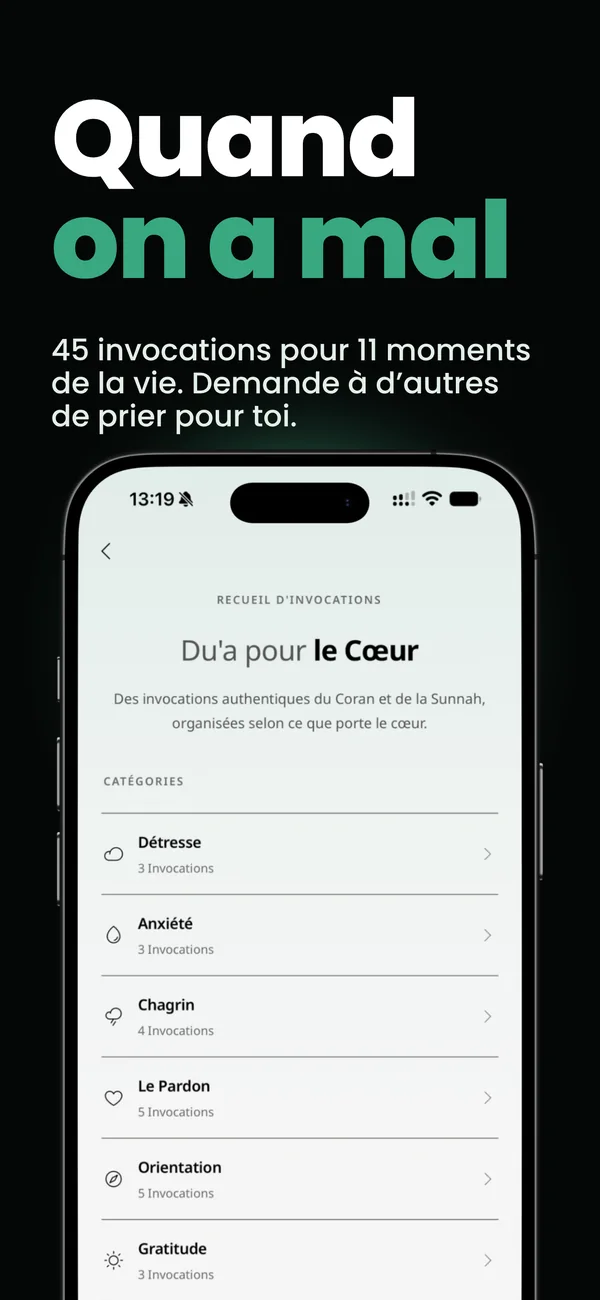 Quand
on a mal
45 invocations pour 11 moments
de la vie. Demande à d’autres
de prier pour toi.
13:19
RECUEIL D'INVOCATIONS
Du'a pour le Cœur
Des invocations authentiques du Coran et de la Sunnah,
organisées selon ce que porte le cœur.
CATÉGORIES
Détresse
3 Invocations
Anxiété
3 Invocations
Chagrin
4 Invocations
Le Pardon
5 Invocations
Orientation
5 Invocations
Gratitude
3 Invocations